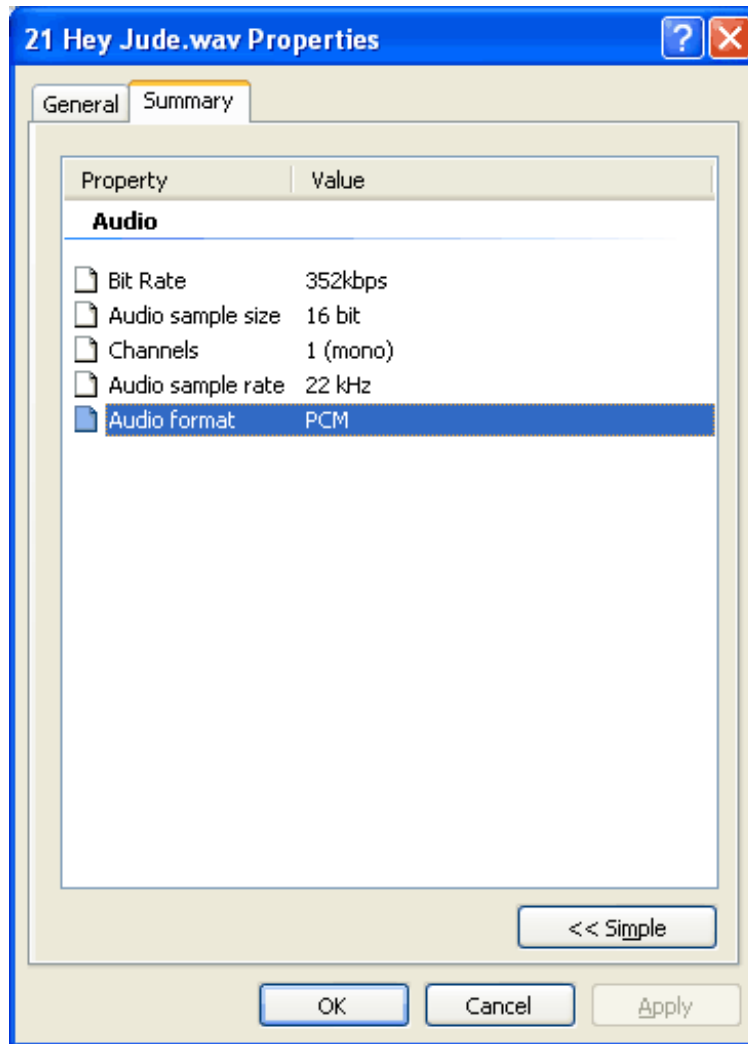 21 Hey Jude.wav Properties
General Summary
Property Value
Audio
Bit Rate 352kbps
Audio sample size 16 bit
Channels 1 (mono)
Audio sample rate 22 kHz
Audio format PCM
<< Simple
OK Cancel Apply